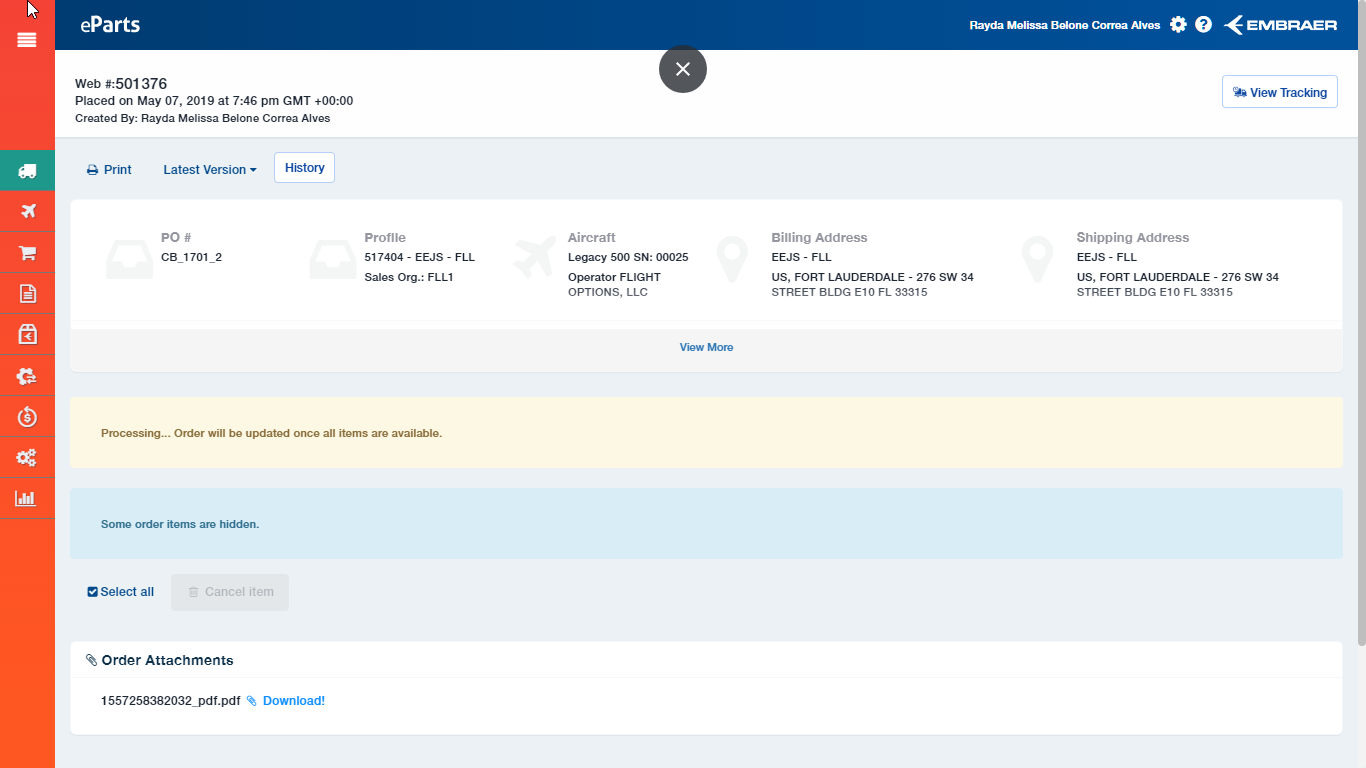 eParts
Rayda Melissa Belone Correa Alves
EMBRAER
Web #:501376
Placed on May 07, 2019 at 7:46 pm GMT +00:00
Created By: Rayda Melissa Belone Correa Alves
View Tracking
Print
Latest Version
History
PO #
CB_1701_2
Profile
517404 - EEJS - FLL
Sales Org.: FLL1
Aircraft
Legacy 500 SN: 00025
Operator FLIGHT
OPTIONS, LLC
Billing Address
EEJS - FLL
US, FORT LAUDERDALE - 276 SW 34
STREET BLDG E10 FL 33315
Shipping Address
EEJS - FLL
US, FORT LAUDERDALE - 276 SW 34
STREET BLDG E10 FL 33315
View More
Processing... Order will be updated once all items are available.
Some order items are hidden.
Select all
Cancel item
Order Attachments
1557258382032_pdf.pdf Download!